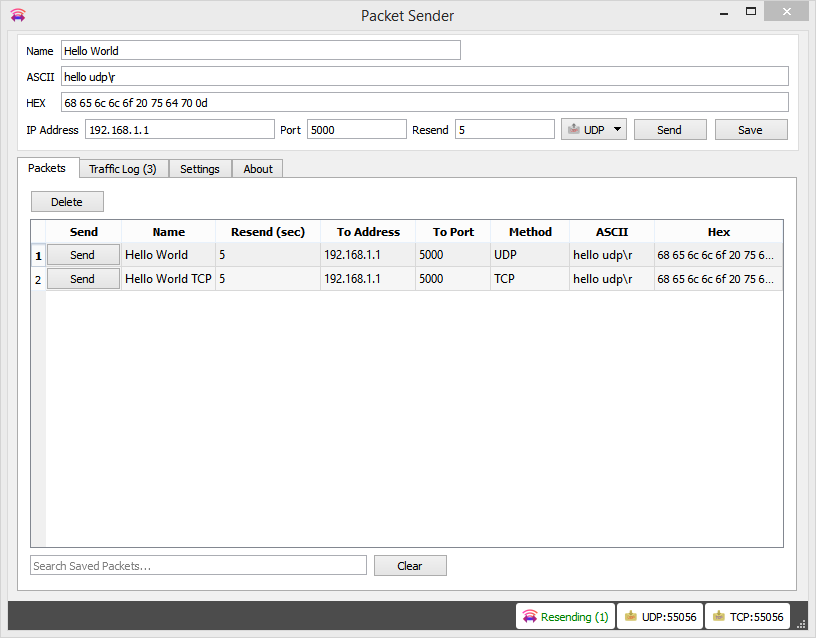 Packet Sender
Name Hello World
ASCII hello udp\r
HEX 68 65 6c 6c 6f 20 75 64 70 0d
IP Address 192.168.1.1 Port 5000 Resend 5 UDP Send Save
Packets Traffic Log (3) Settings About
Delete
Send Name Resend (sec) To Address To Port Method ASCII Hex
1 Send Hello World 5 192.168.1.1 5000 UDP hello udp\r 68 65 6c 6c 6f 20 75 6...
2 Send Hello World TCP 5 192.168.1.1 5000 TCP hello udp\r 68 65 6c 6c 6f 20 75 6...
Search Saved Packets... Clear
Resending (1) UDP:55056 TCP:55056